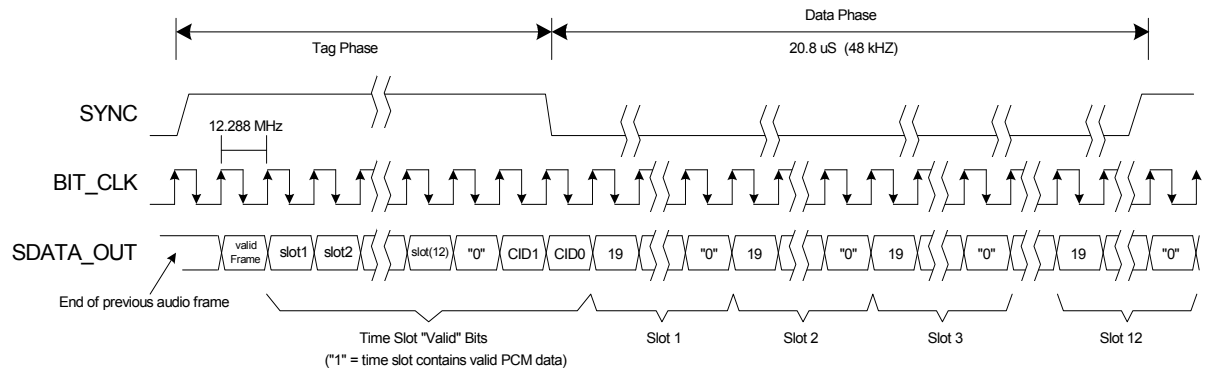 Data Phase
Tag Phase
20.8 uS (48 kHZ)
SYNC
12.288 MHz
BIT_CLK
SDATA_OUT
valid Frame
slot1
slot2
slot(12)
"0"
CID1
CID0
19
"0"
19
"0"
19
"0"
19
"0"
End of previous audio frame
Time Slot "Valid" Bits
("1" = time slot contains valid PCM data)
Slot 1
Slot 2
Slot 3
Slot 12